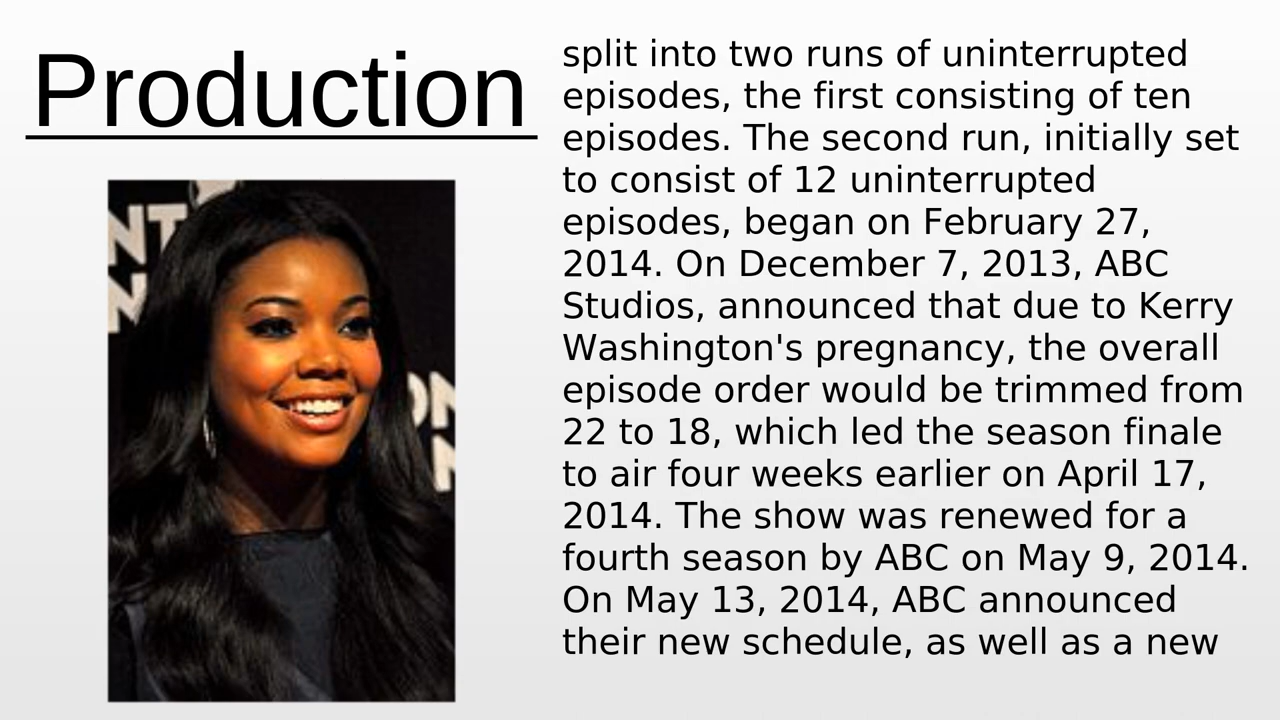 Production
split into two runs of uninterrupted
episodes, the first consisting of ten
episodes. The second run, initially set
to consist of 12 uninterrupted
episodes, began on February 27,
2014. On December 7, 2013, ABC
Studios, announced that due to Kerry
Washington's pregnancy, the overall
episode order would be trimmed from
22 to 18, which led the season finale
to air four weeks earlier on April 17,
2014. The show was renewed for a
fourth season by ABC on May 9, 2014.
On May 13, 2014, ABC announced
their new schedule, as well as a new